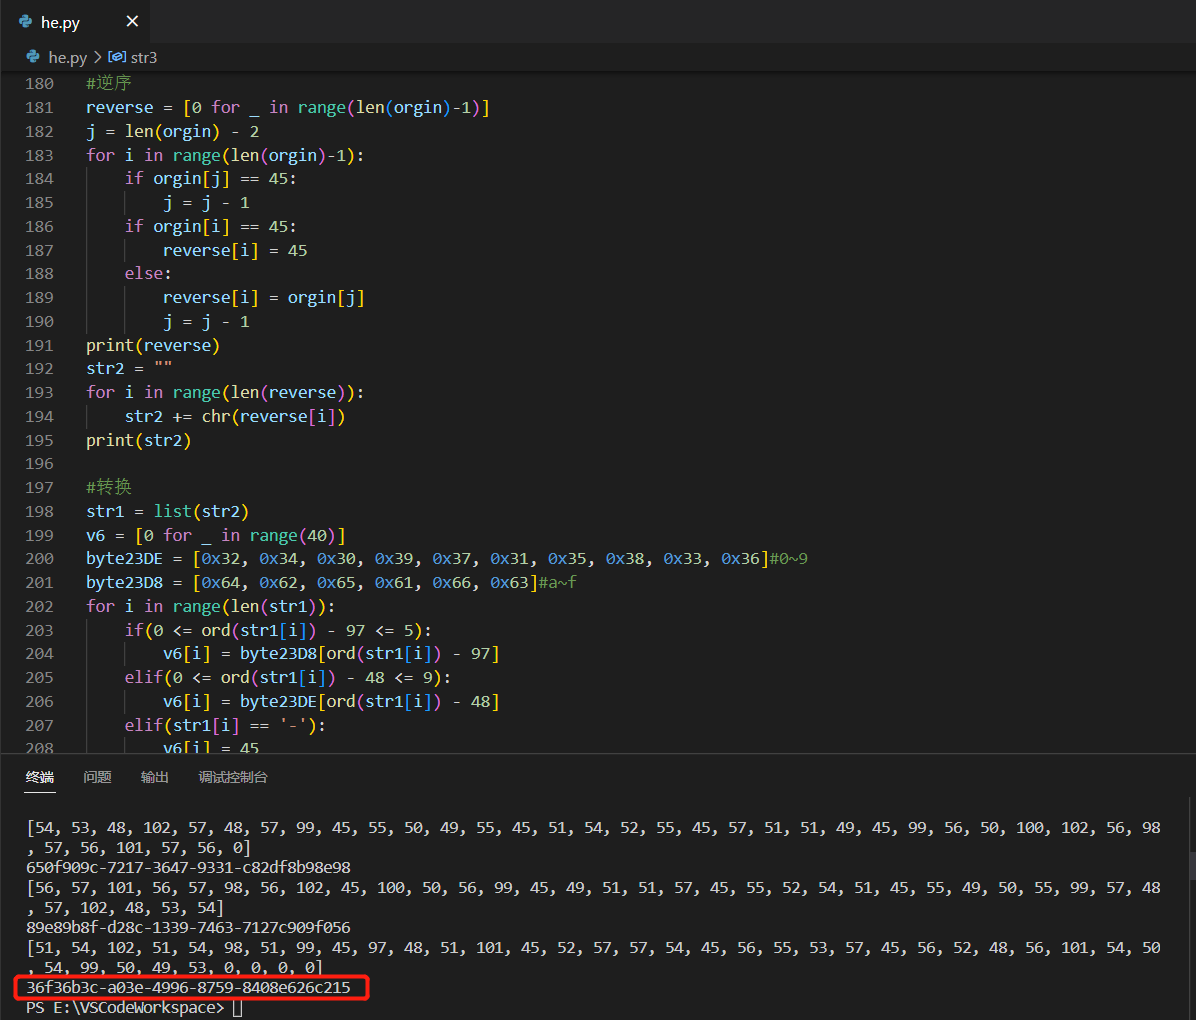 he.py ×
he.py > str3
180 #逆序
181 reverse = [0 for _ in range(len(orgin)-1)]
182 j = len(orgin) - 2
183 for i in range(len(orgin)-1):
184     if orgin[j] == 45:
185         j = j - 1
186     if orgin[i] == 45:
187         reverse[i] = 45
188     else:
189         reverse[i] = orgin[j]
190         j = j - 1
191 print(reverse)
192 str2 = ""
193 for i in range(len(reverse)):
194     str2 += chr(reverse[i])
195 print(str2)
196
197 #转换
198 str1 = list(str2)
199 v6 = [0 for _ in range(40)]
200 byte23DE = [0x32, 0x34, 0x30, 0x39, 0x37, 0x31, 0x35, 0x38, 0x33, 0x36]#0~9
201 byte23D8 = [0x64, 0x62, 0x65, 0x61, 0x66, 0x63]#a~f
202 for i in range(len(str1)):
203     if(0 <= ord(str1[i]) - 97 <= 5):
204         v6[i] = byte23D8[ord(str1[i]) - 97]
205     elif(0 <= ord(str1[i]) - 48 <= 9):
206         v6[i] = byte23DE[ord(str1[i]) - 48]
207     elif(str1[i] == '-'):
208         v6[i] = 45
终端 问题 输出 调试控制台
[54, 53, 48, 102, 57, 48, 57, 99, 45, 55, 50, 49, 55, 45, 51, 54, 52, 55, 45, 57, 51, 51, 49, 45, 99, 56, 50, 100, 102, 56, 98
, 57, 56, 101, 57, 56, 0]
650f909c-7217-3647-9331-c82df8b98e98
[56, 57, 101, 56, 57, 98, 56, 102, 45, 100, 50, 56, 99, 45, 49, 51, 51, 57, 45, 55, 52, 54, 51, 45, 55, 49, 50, 55, 99, 57, 48
, 57, 102, 48, 53, 54]
89e89b8f-d28c-1339-7463-7127c909f056
[51, 54, 102, 51, 54, 98, 51, 99, 45, 97, 48, 51, 101, 45, 52, 57, 57, 54, 45, 56, 55, 53, 57, 45, 56, 52, 48, 56, 101, 54, 50
, 54, 99, 50, 49, 53, 0, 0, 0, 0]
36f36b3c-a03e-4996-8759-8408e626c215
PS E:\VSCodeWorkspace>